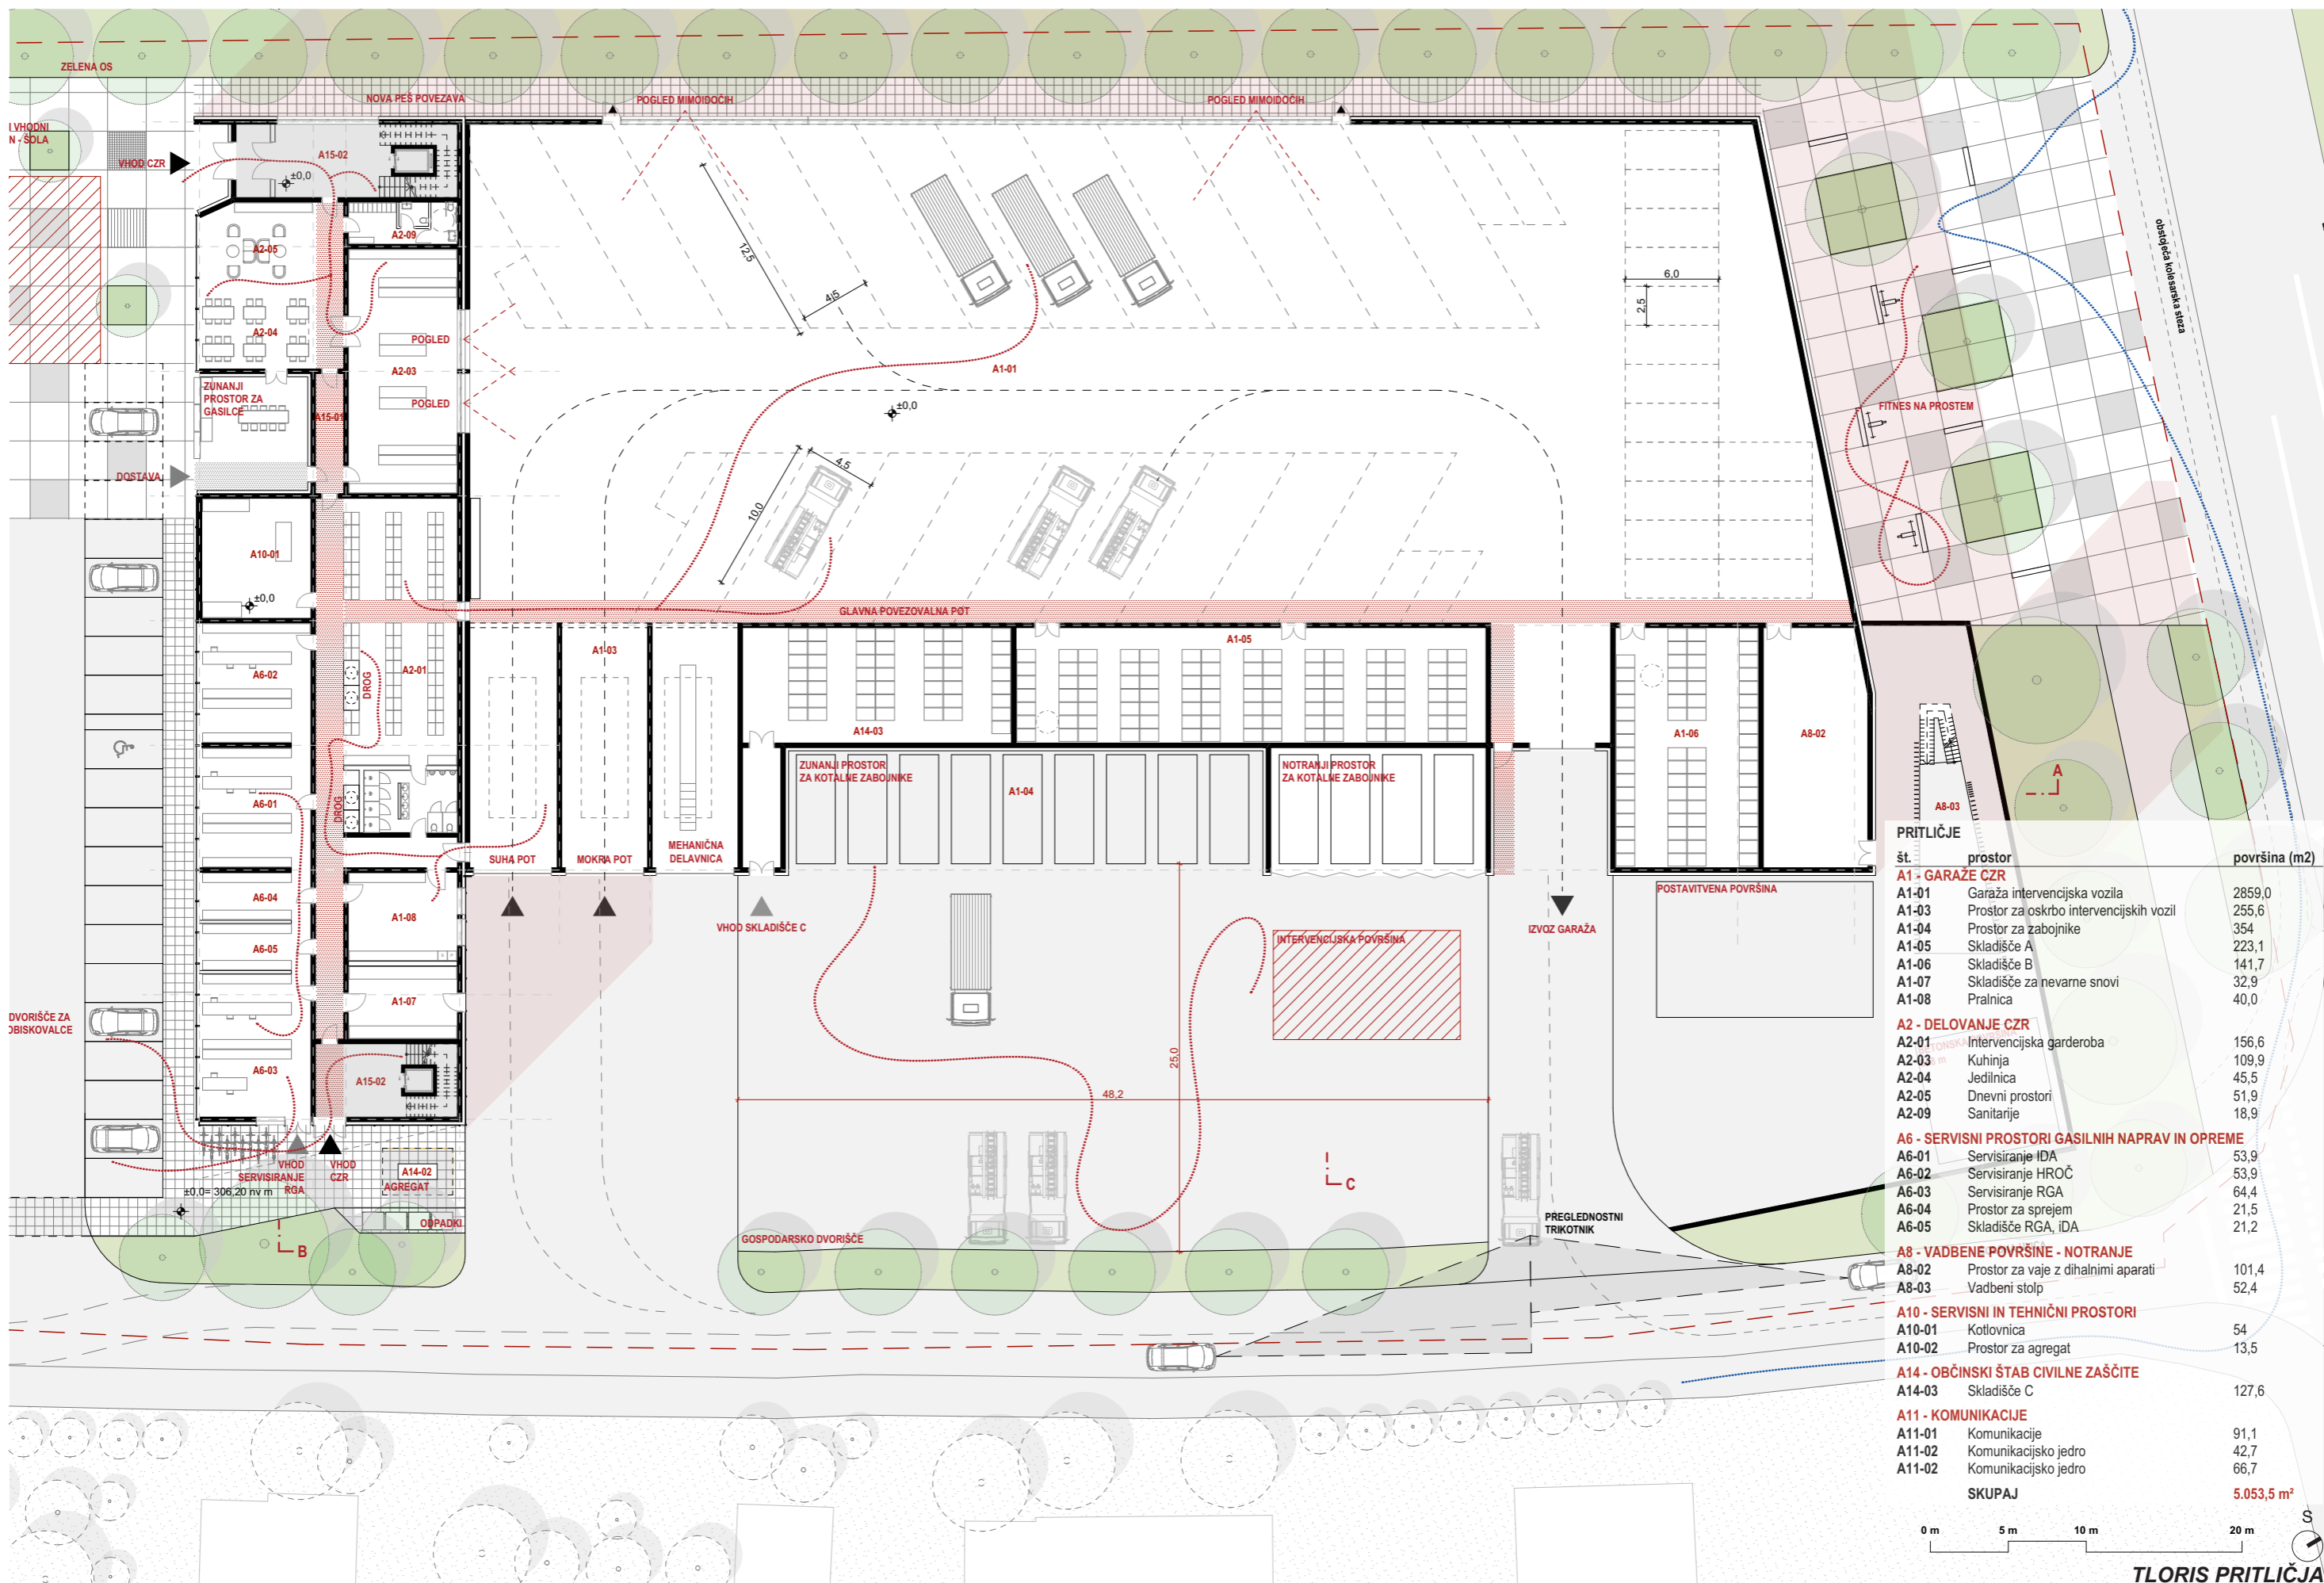 ZELENA OS
NOVA PEŠ POVEZAVA
POGLED MIMOIDOČIH
POGLED MIMOIDOČIH
I VHODNI
N - ŠOLA
VHOD CZR
A15-02
±0,0
A2-09
A2-05
12,5
4,5
6,0
2,5
obstoječa kolesarska steza
A2-04
POGLED
A2-03
POGLED
A1-01
±0,0
ZUNANJI
PROSTOR ZA
GASILCE
A15-01
FITNES NA PROSTEM
DOSTAVA
4,5
10,0
A10-01
±0,0
GLAVNA POVEZOVALNA POT
A1-03
A1-05
A6-02
DROG
A2-01
A14-03
A1-06
A8-02
ZUNANJI PROSTOR
ZA KOTALNE ZABOJNIKE
NOTRANJI PROSTOR
ZA KOTALNE ZABOJNIKE
A1-04
A
A6-01
DROG
A8-03
MEHANIČNA
DELAVNICA
SUHA POT
MOKRA POT
A6-04
A1-08
POSTAVITVENA POVRŠINA
VHOD SKLADIŠČE C
IZVOZ GARAŽA
INTERVENCIJSKA POVRŠINA
A6-05
A1-07
DVORIŠČE ZA
OBISKOVALCE
25,0
A6-03
A15-02
48,2
VHOD
SERVISIRANJE
RGA
VHOD
CZR
A14-02
AGREGAT
±0,0= 306,20 nv m
ODPADKI
B
C
GOSPODARSKO DVORIŠČE
PREGLEDNOSTNI
TRIKOTNIK
PRITLIČJE
št. prostor površina (m2)
A1 - GARAŽE CZR
A1-01 Garaža intervencijska vozila 2859,0
A1-03 Prostor za oskrbo intervencijskih vozil 255,6
A1-04 Prostor za zabojnike 354
A1-05 Skladišče A 223,1
A1-06 Skladišče B 141,7
A1-07 Skladišče za nevarne snovi 32,9
A1-08 Pralnica 40,0
A2 - DELOVANJE CZR
A2-01 Intervencijska garderoba 156,6
A2-03 Kuhinja 109,9
A2-04 Jedilnica 45,5
A2-05 Dnevni prostori 51,9
A2-09 Sanitarije 18,9
A6 - SERVISNI PROSTORI GASILNIH NAPRAV IN OPREME
A6-01 Servisiranje IDA 53,9
A6-02 Servisiranje HROČ 53,9
A6-03 Servisiranje RGA 64,4
A6-04 Prostor za sprejem 21,5
A6-05 Skladišče RGA, iDA 21,2
A8 - VADBENE POVRŠINE - NOTRANJE
A8-02 Prostor za vaje z dihalnimi aparati 101,4
A8-03 Vadbeni stolp 52,4
A10 - SERVISNI IN TEHNIČNI PROSTORI
A10-01 Kotlovnica 54
A10-02 Prostor za agregat 13,5
A14 - OBČINSKI ŠTAB CIVILNE ZAŠČITE
A14-03 Skladišče C 127,6
A11 - KOMUNIKACIJE
A11-01 Komunikacije 91,1
A11-02 Komunikacijsko jedro 42,7
A11-02 Komunikacijsko jedro 66,7
SKUPAJ 5.053,5 m²
0 m 5 m 10 m 20 m
S
TLORIS PRITLIČJA